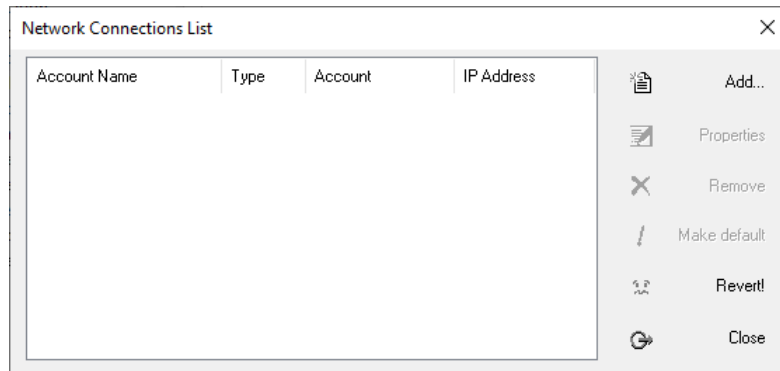 Network Connections List
Account Name Type Account IP Address
Add...
Properties
Remove
Make default
Revert!
Close